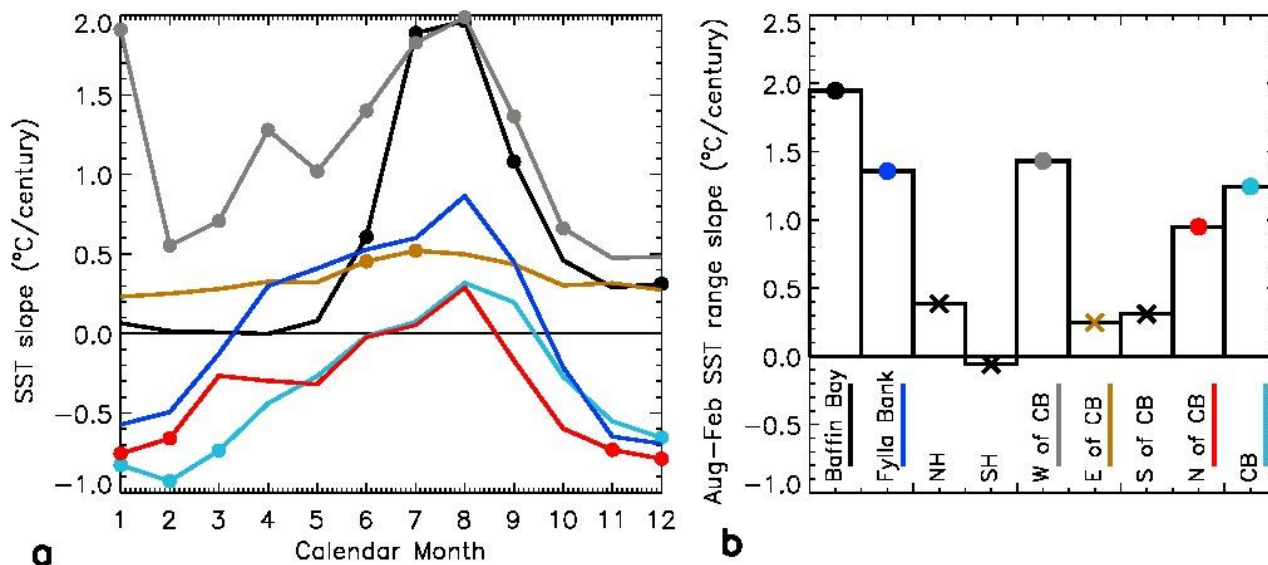 SST slope (°C/century)
2.0
1.5
1.0
0.5
0.0
−0.5
−1.0
1 2 3 4 5 6 7 8 9 10 11 12
Calendar Month
a
Aug−Feb SST range slope (°C/century)
2.5
2.0
1.5
1.0
0.5
0.0
−0.5
−1.0
Baffin Bay
Fylla Bank
NH
SH
W of CB
E of CB
S of CB
N of CB
CB
b